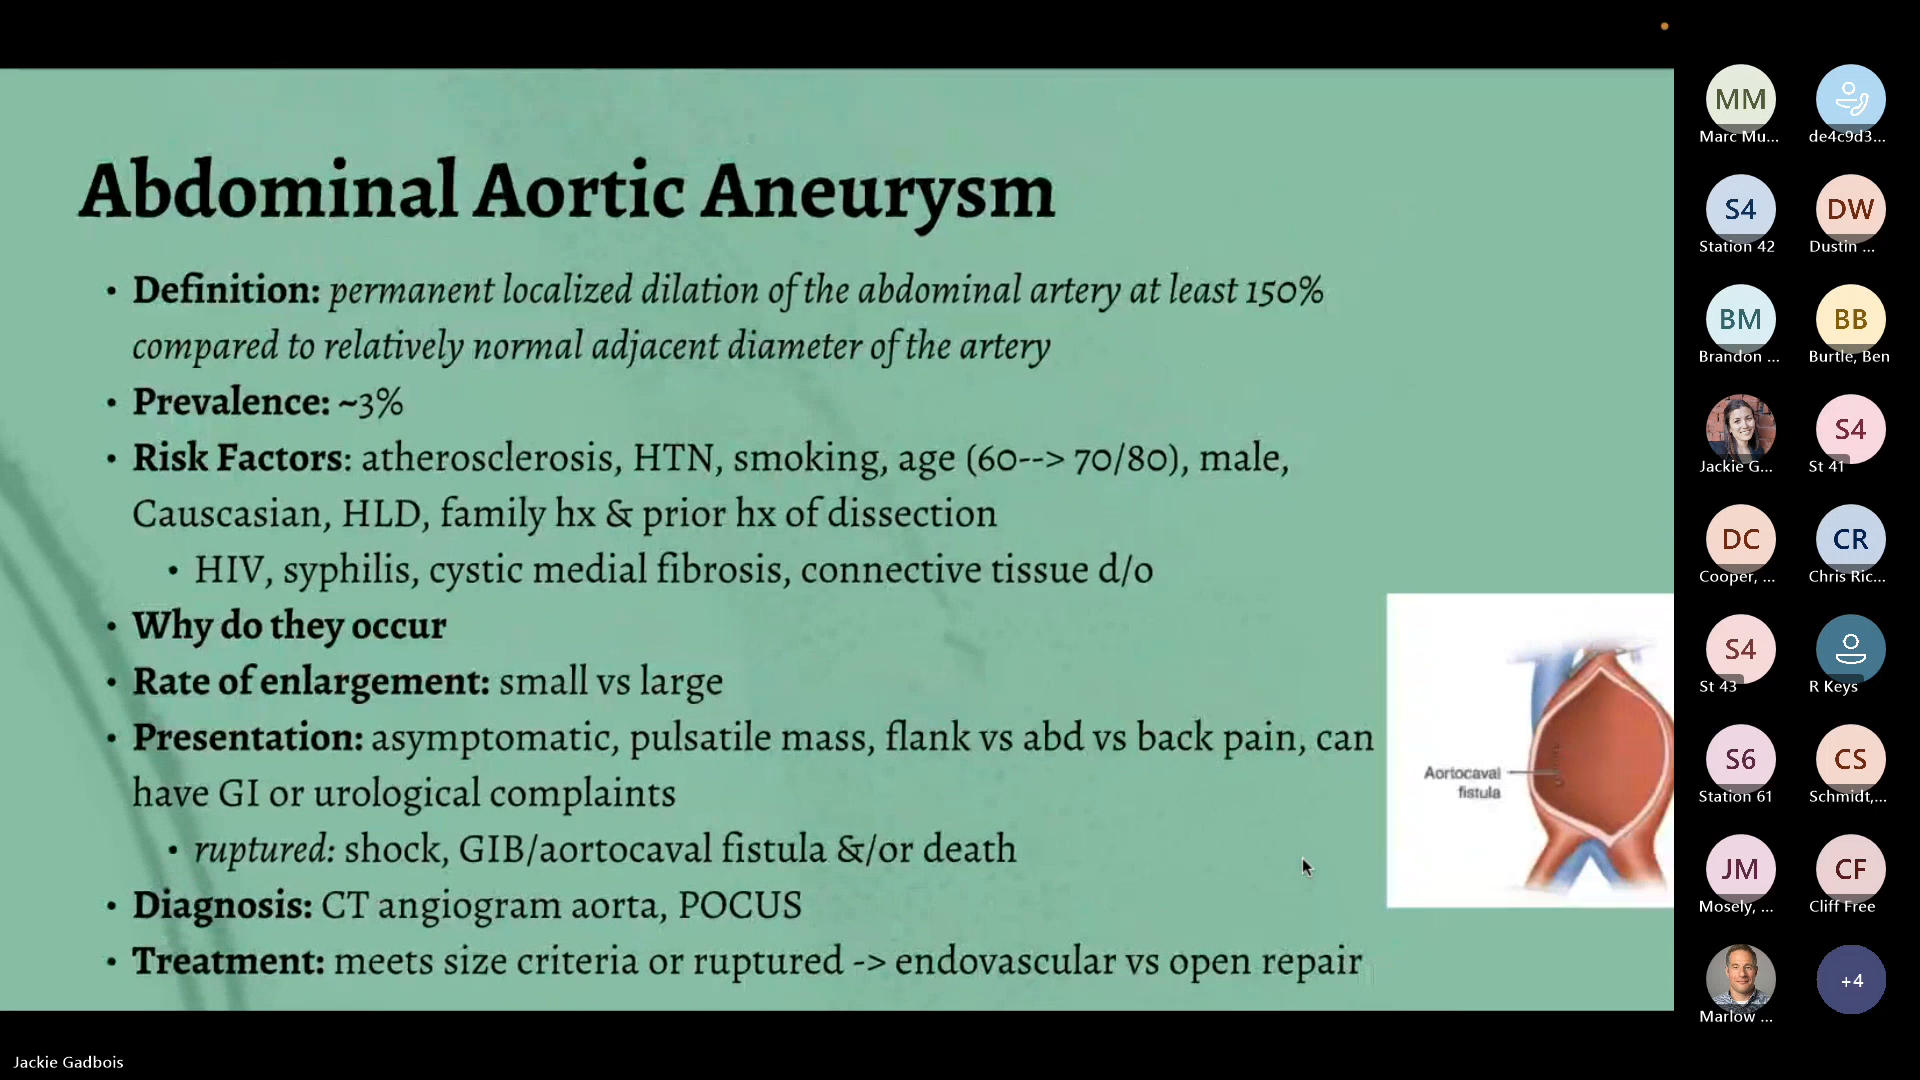 Abdominal Aortic Aneurysm
• Definition: permanent localized dilation of the abdominal artery at least 150%
compared to relatively normal adjacent diameter of the artery
• Prevalence: ~3%
• Risk Factors: atherosclerosis, HTN, smoking, age (60--> 70/80), male,
Causcasian, HLD, family hx & prior hx of dissection
• HIV, syphilis, cystic medial fibrosis, connective tissue d/o
• Why do they occur
• Rate of enlargement: small vs large
• Presentation: asymptomatic, pulsatile mass, flank vs abd vs back pain, can
have GI or urological complaints
• ruptured: shock, GIB/aortocaval fistula &/or death
• Diagnosis: CT angiogram aorta, POCUS
• Treatment: meets size criteria or ruptured -> endovascular vs open repair
Aortocaval
fistula
MM
Marc Mu...
de4c9d3...
S4
Station 42
DW
Dustin ...
BM
Brandon ...
BB
Burtle, Ben
Jackie G...
S4
St 41
DC
Cooper, ...
CR
Chris Ric...
S4
St 43
R Keys
S6
Station 61
CS
Schmidt,...
JM
Mosely, ...
CF
Cliff Free
Marlow ...
+4
Jackie Gadbois